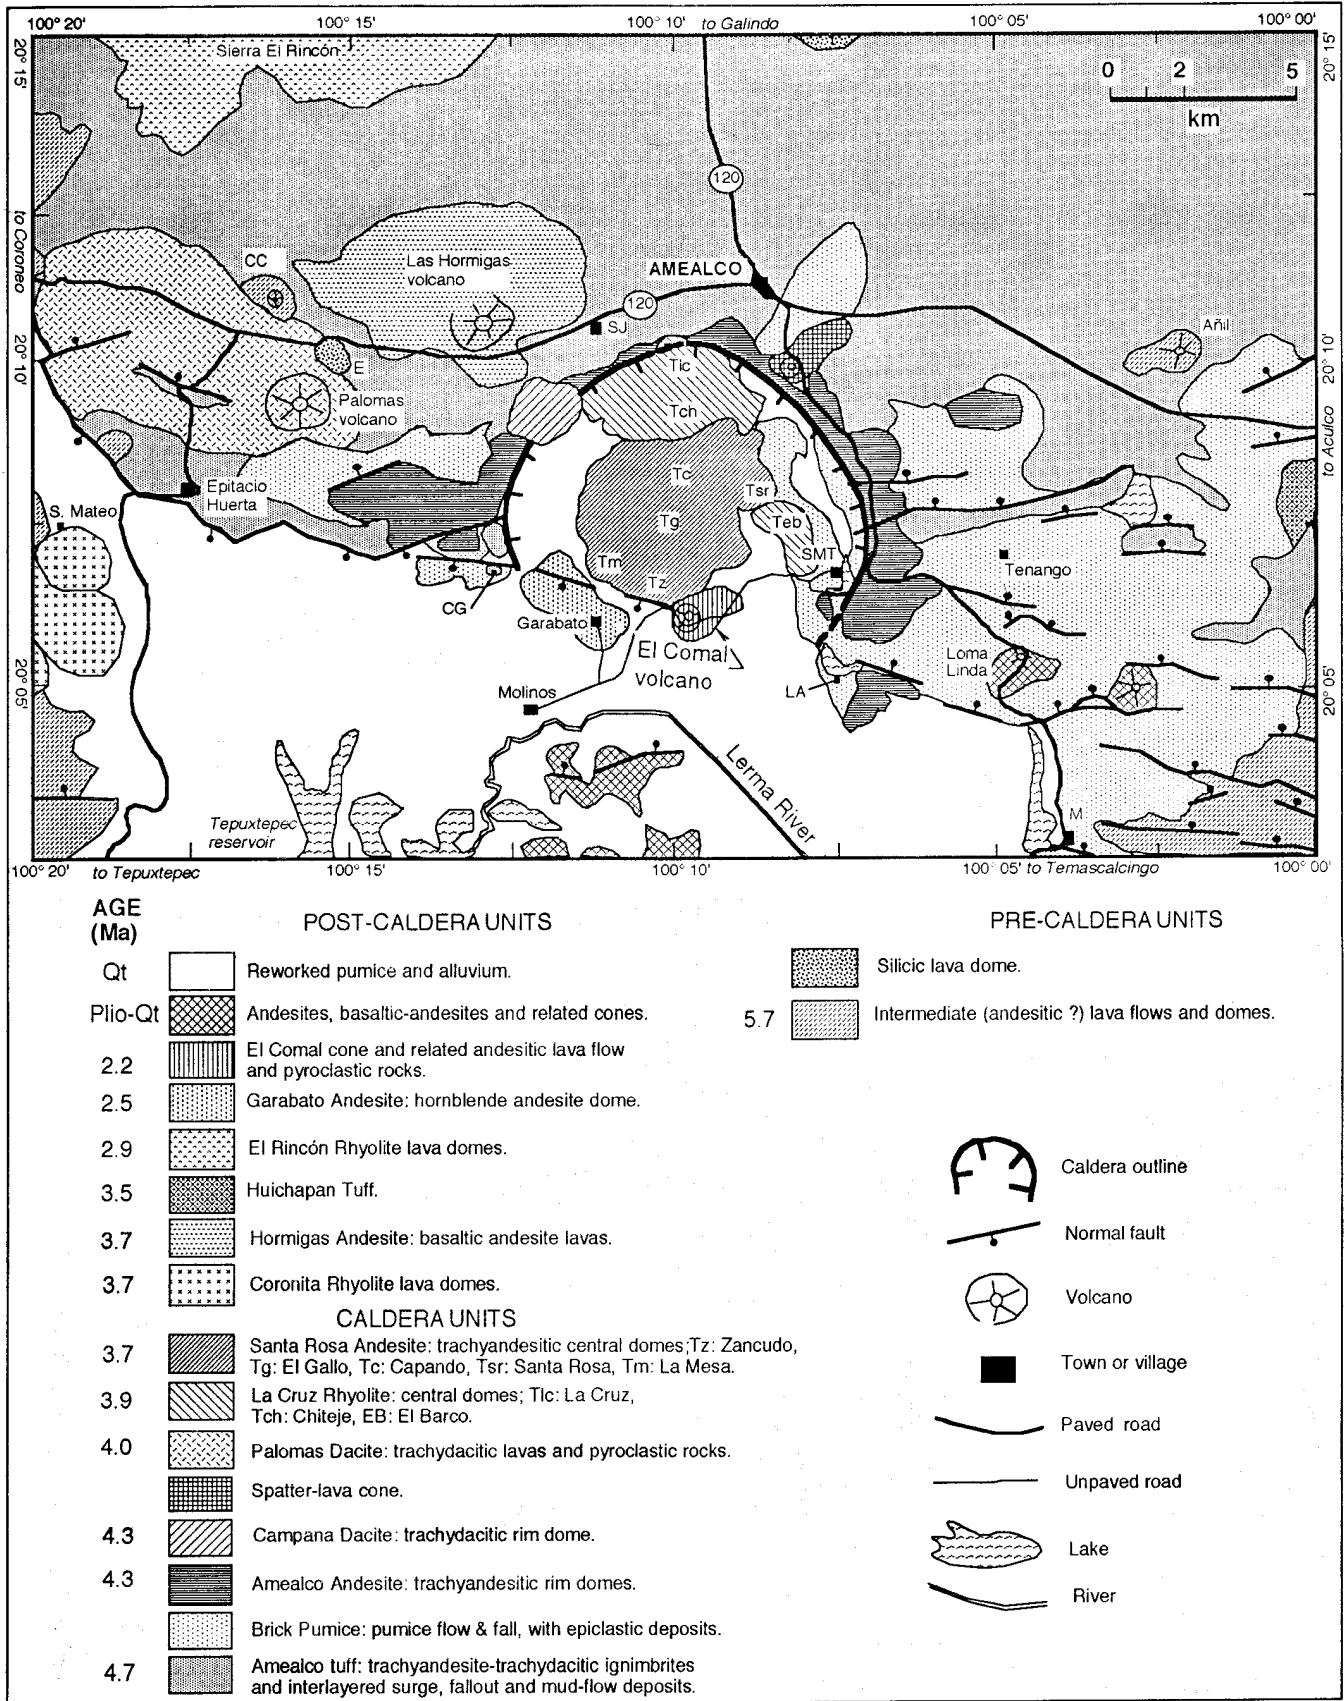 100° 20'
100° 15'
100° 10'
to Galindo
100° 05'
100° 00'
20° 15'
20° 15'
Sierra El Rincón
0 2 5
km
120
to Coroneo
CC
Las Hormigas
volcano
AMEALCO
120
SJ
Añil
20° 10'
20° 10'
E
Palomas
volcano
Tlc
Tch
to Aculco
Epitacio
Huerta
S. Mateo
Tc
Tsr
Tg
Teb
SMT
Tm
Tz
Tenango
CG
Garabato
El Comal
volcano
Loma
Linda
20° 05'
20° 05'
LA
Molinos
Lerma River
Tepuxtepec
reservoir
M
100° 20'
to Tepuxtepec
100° 15'
100° 10'
100° 05'
to Temascalcingo
100° 00'
AGE
(Ma)
POST-CALDERA UNITS
Qt
Reworked pumice and alluvium.
Plio-Qt
Andesites, basaltic-andesites and related cones.
2.2
El Comal cone and related andesitic lava flow
and pyroclastic rocks.
2.5
Garabato Andesite: hornblende andesite dome.
2.9
El Rincón Rhyolite lava domes.
3.5
Huichapan Tuff.
3.7
Hormigas Andesite: basaltic andesite lavas.
3.7
Coronita Rhyolite lava domes.
CALDERA UNITS
3.7
Santa Rosa Andesite: trachyandesitic central domes;Tz: Zancudo,
Tg: El Gallo, Tc: Capando, Tsr: Santa Rosa, Tm: La Mesa.
3.9
La Cruz Rhyolite: central domes; Tlc: La Cruz,
Tch: Chiteje, EB: El Barco.
4.0
Palomas Dacite: trachydacitic lavas and pyroclastic rocks.
Spatter-lava cone.
4.3
Campana Dacite: trachydacitic rim dome.
4.3
Amealco Andesite: trachyandesitic rim domes.
Brick Pumice: pumice flow & fall, with epiclastic deposits.
4.7
Amealco tuff: trachyandesite-trachydacitic ignimbrites
and interlayered surge, fallout and mud-flow deposits.
PRE-CALDERA UNITS
Silicic lava dome.
5.7
Intermediate (andesitic ?) lava flows and domes.
Caldera outline
Normal fault
Volcano
Town or village
Paved road
Unpaved road
Lake
River